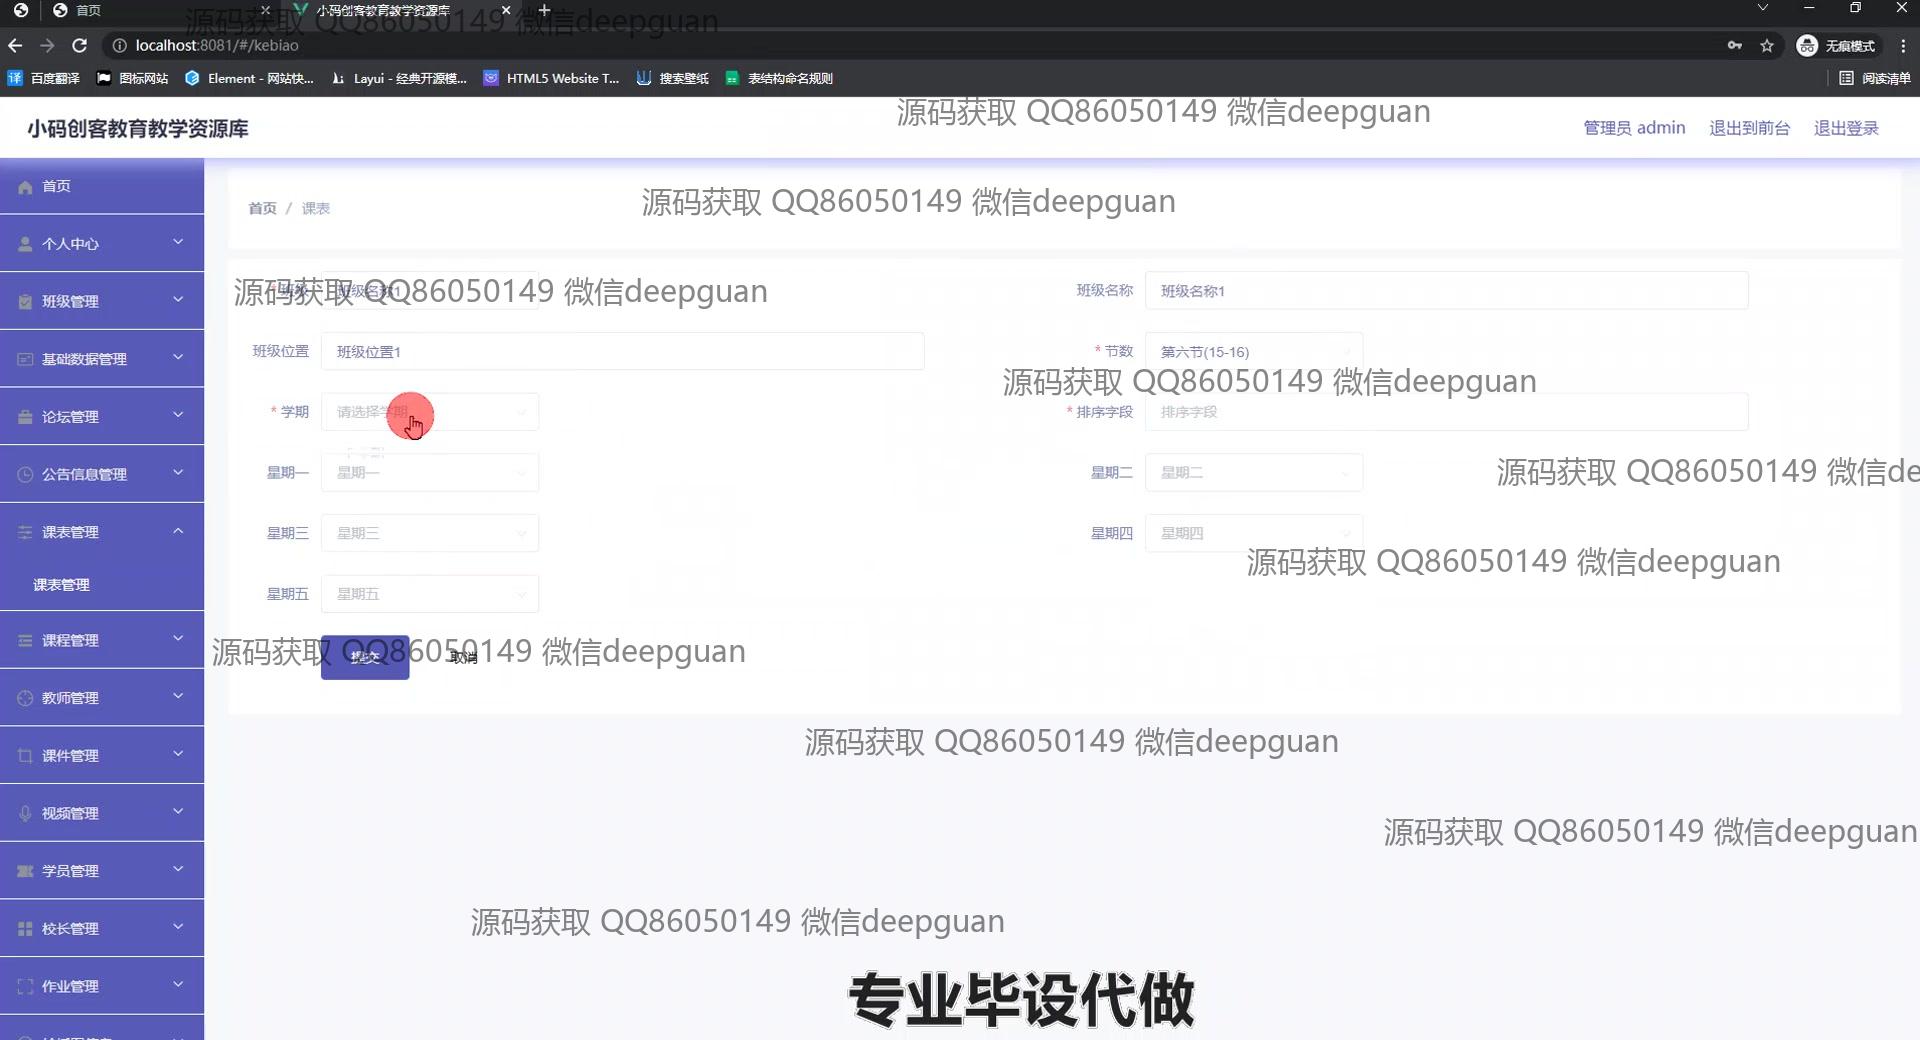 首页
小码创客教育教学资源库
源码获取 QQ86050149 微信deepguan
localhost:8081/#/kebiao
无痕模式
百度翻译
图标网站
Element - 网站快...
Layui - 经典开源模...
HTML5 Website T...
搜索壁纸
表结构命名规则
阅读清单
小码创客教育教学资源库
源码获取 QQ86050149 微信deepguan
管理员 admin
退出到前台
退出登录
首页
首页 / 课表
源码获取 QQ86050149 微信deepguan
个人中心
班级管理
* 班级
班级名称1
源码获取 QQ86050149 微信deepguan
班级名称
班级名称1
基础数据管理
班级位置
班级位置1
* 节数
第六节(15-16)
源码获取 QQ86050149 微信deepguan
论坛管理
* 学期
请选择学期
* 排序字段
排序字段
公告信息管理
星期一
星期一
星期二
星期二
源码获取 QQ86050149 微信de
课表管理
星期三
星期三
星期四
星期四
源码获取 QQ86050149 微信deepguan
课表管理
星期五
星期五
课程管理
源码获取 QQ86050149 微信deepguan
提交
取消
教师管理
课件管理
源码获取 QQ86050149 微信deepguan
视频管理
源码获取 QQ86050149 微信deepguan
学员管理
校长管理
源码获取 QQ86050149 微信deepguan
作业管理
专业毕设代做